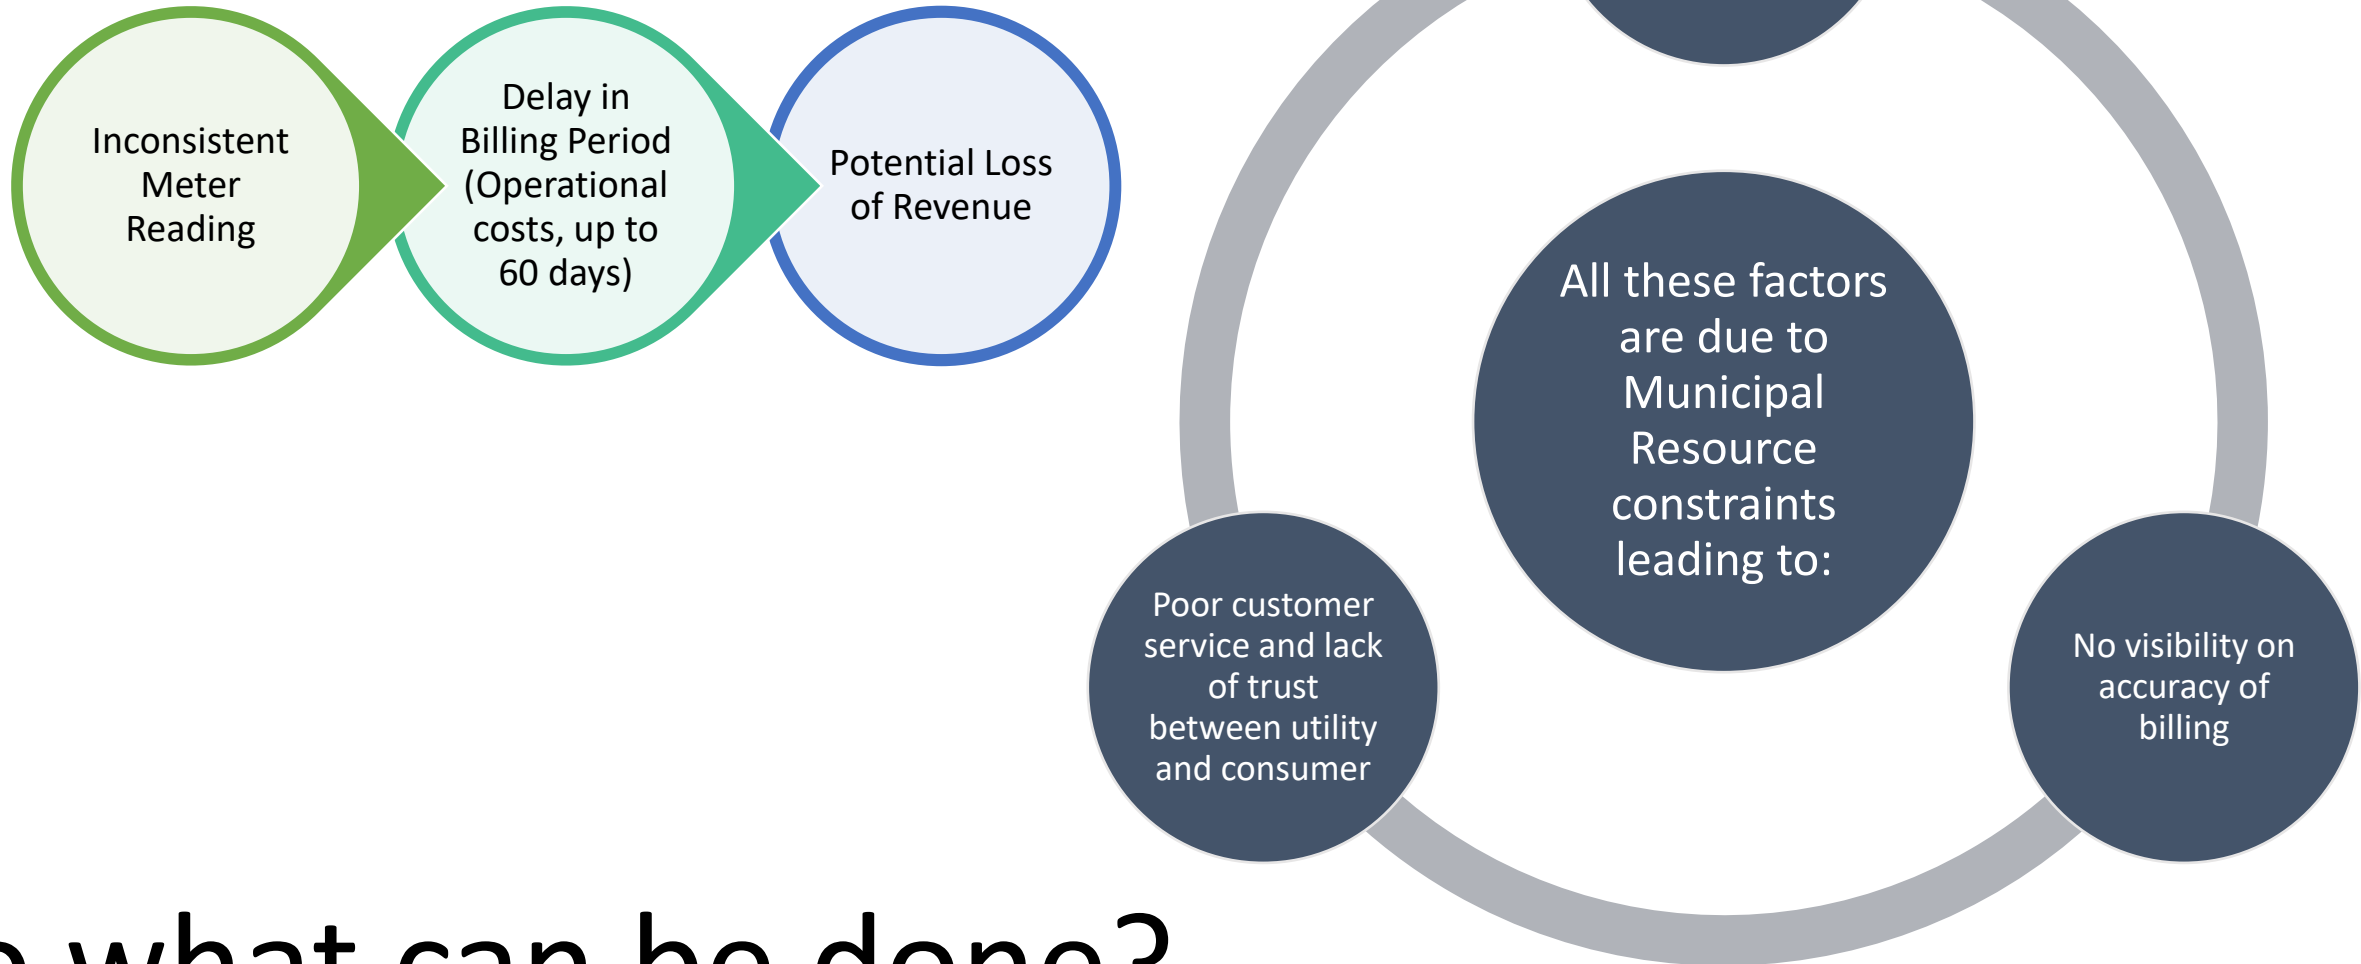 Inconsistent
Meter
Reading
Delay in
Billing Period
(Operational
costs, up to
60 days)
Potential Loss
of Revenue
All these factors
are due to
Municipal
Resource
constraints
leading to:
Poor customer
service and lack
of trust
between utility
and consumer
No visibility on
accuracy of
billing
what can be done?